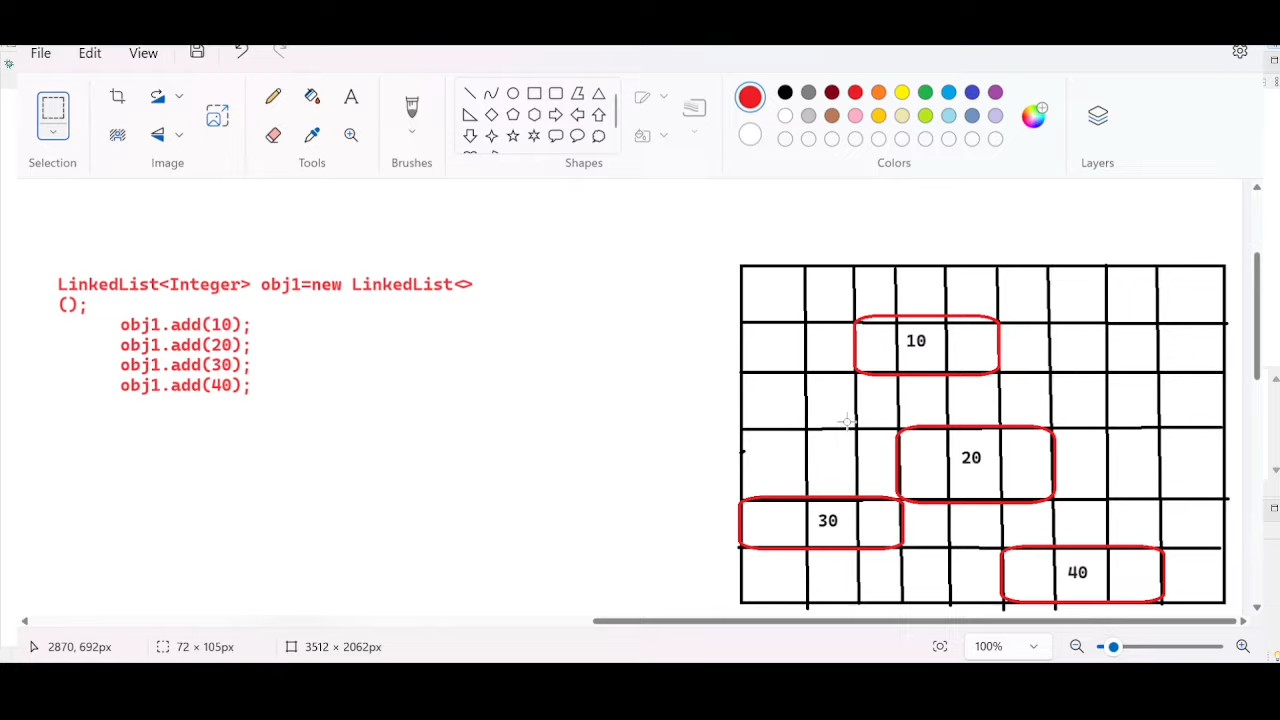 File Edit View
Selection Image Tools Brushes Shapes Colors Layers
LinkedList<Integer> obj1=new LinkedList<>
();
obj1.add(10);
obj1.add(20);
obj1.add(30);
obj1.add(40);
10
20
30
40
2870, 692px 72 × 105px 3512 × 2062px 100%